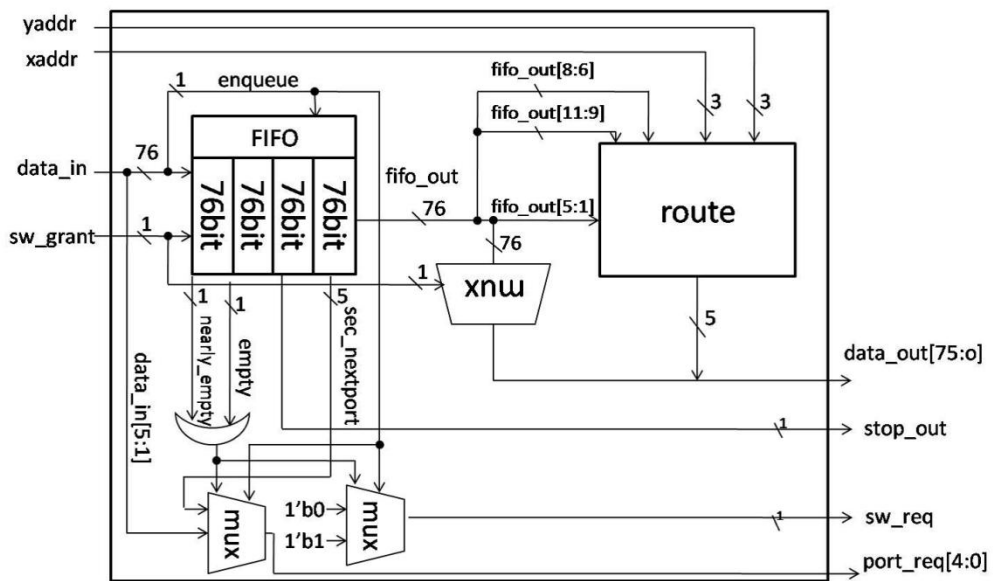 yaddr
xaddr
1
enqueue
fifo_out[8:6]
3
3
fifo_out[11:9]
FIFO
data_in
76
76bit
76bit
76bit
76bit
fifo_out
76
fifo_out[5:1]
route
sw_grant
1
76
1
mux
1
1
5
5
nearly_empty
empty
sec_nextport
data_in[5:1]
data_out[75:o]
1
stop_out
mux
1'b0
1'b1
mux
1
sw_req
port_req[4:0]